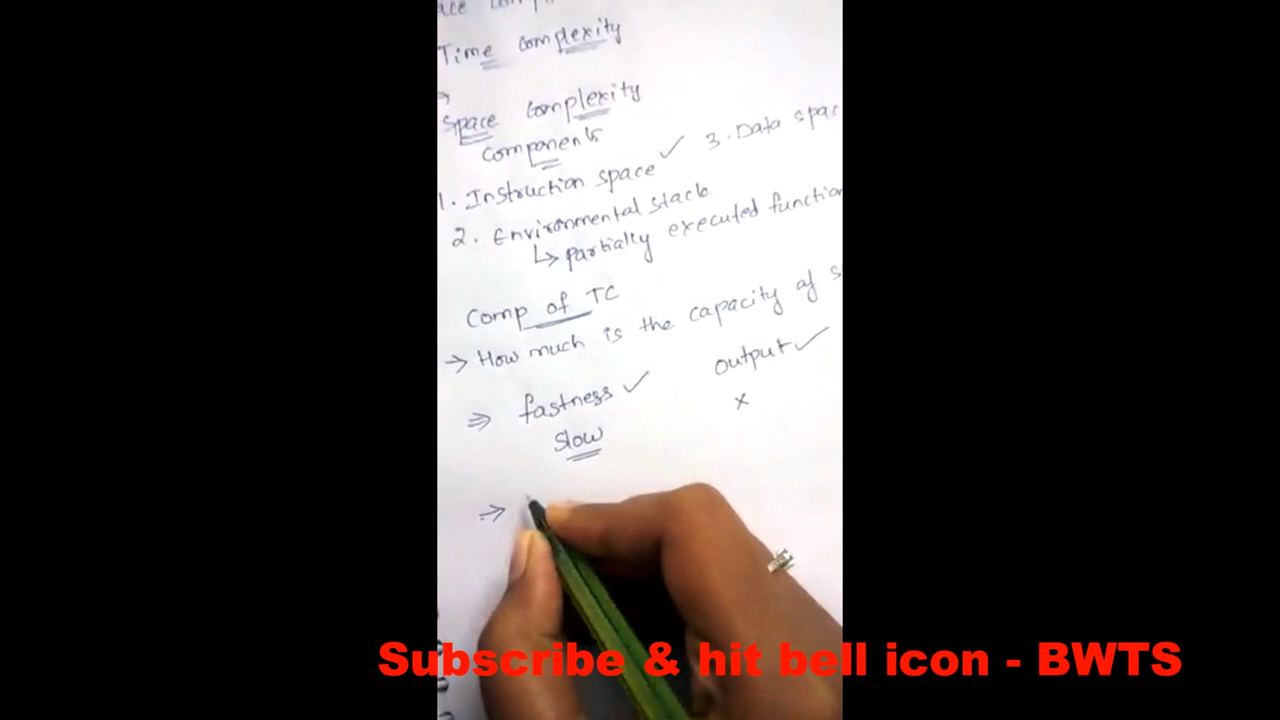 Time complexity
Space complexity
components
1. Instruction space ✓ 3. Data spac
2. Environmental stack
↳ partially executed function
Comp of TC
→ How much is the capacity of s
⇒ fastness ✓ output ✓
slow x
⇒
Subscribe & hit bell icon - BWTS